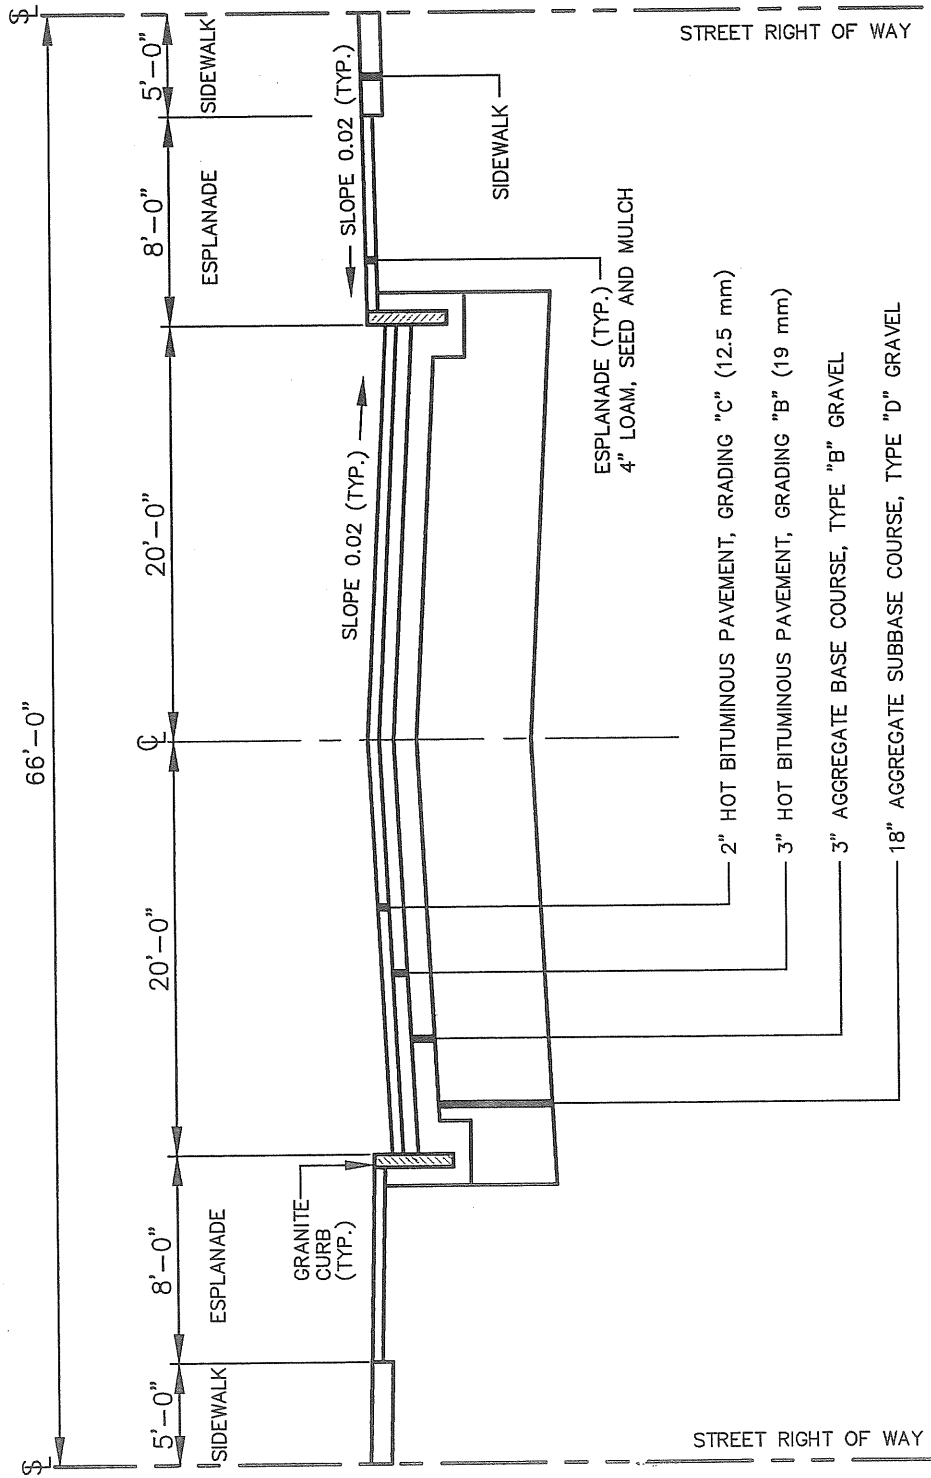 66'-0"
5'-0"
8'-0"
20'-0"
20'-0"
8'-0"
5'-0"
SIDEWALK
ESPLANADE
ESPLANADE
SIDEWALK
GRANITE
CURB
(TYP.)
SLOPE 0.02 (TYP.)
SLOPE 0.02 (TYP.)
SIDEWALK
ESPLANADE (TYP.)
4" LOAM, SEED AND MULCH
2" HOT BITUMINOUS PAVEMENT, GRADING "C" (12.5 mm)
3" HOT BITUMINOUS PAVEMENT, GRADING "B" (19 mm)
3" AGGREGATE BASE COURSE, TYPE "B" GRAVEL
18" AGGREGATE SUBBASE COURSE, TYPE "D" GRAVEL
STREET RIGHT OF WAY
STREET RIGHT OF WAY